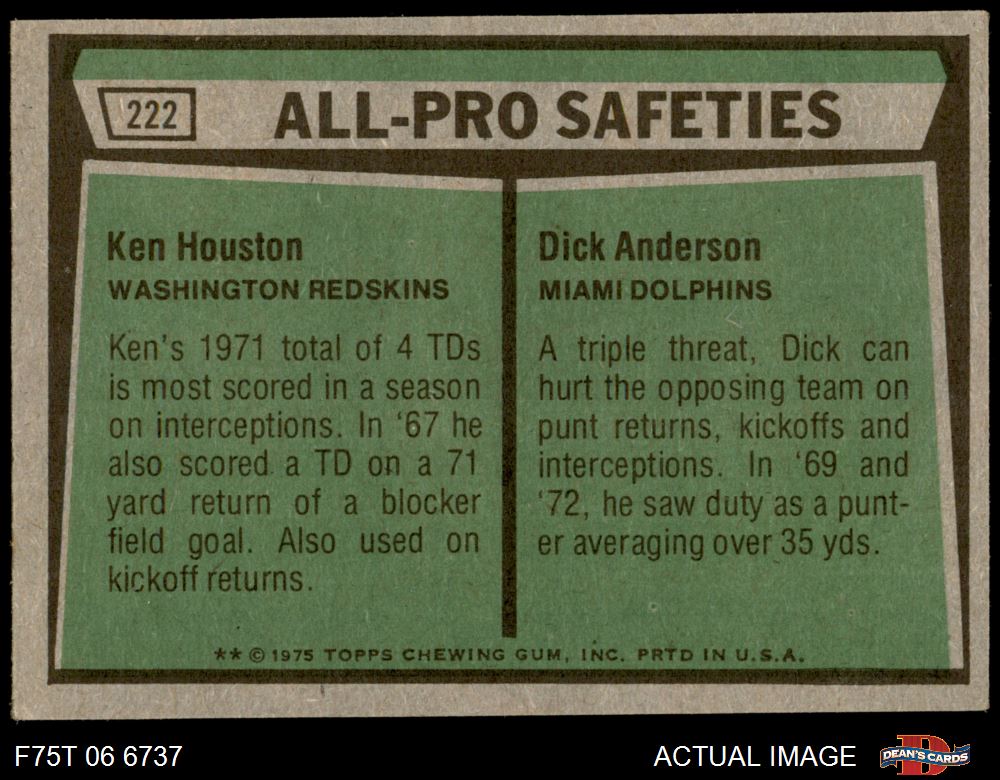 222
ALL-PRO SAFETIES
Ken Houston
WASHINGTON REDSKINS
Ken's 1971 total of 4 TDs
is most scored in a season
on interceptions. In '67 he
also scored a TD on a 71
yard return of a blocker
field goal. Also used on
kickoff returns.
Dick Anderson
MIAMI DOLPHINS
A triple threat, Dick can
hurt the opposing team on
punt returns, kickoffs and
interceptions. In '69 and
'72, he saw duty as a punt-
er averaging over 35 yds.
** © 1975 TOPPS CHEWING GUM, INC. PRTD IN U.S.A.
F75T 06 6737
ACTUAL IMAGE
DEAN'S CARDS